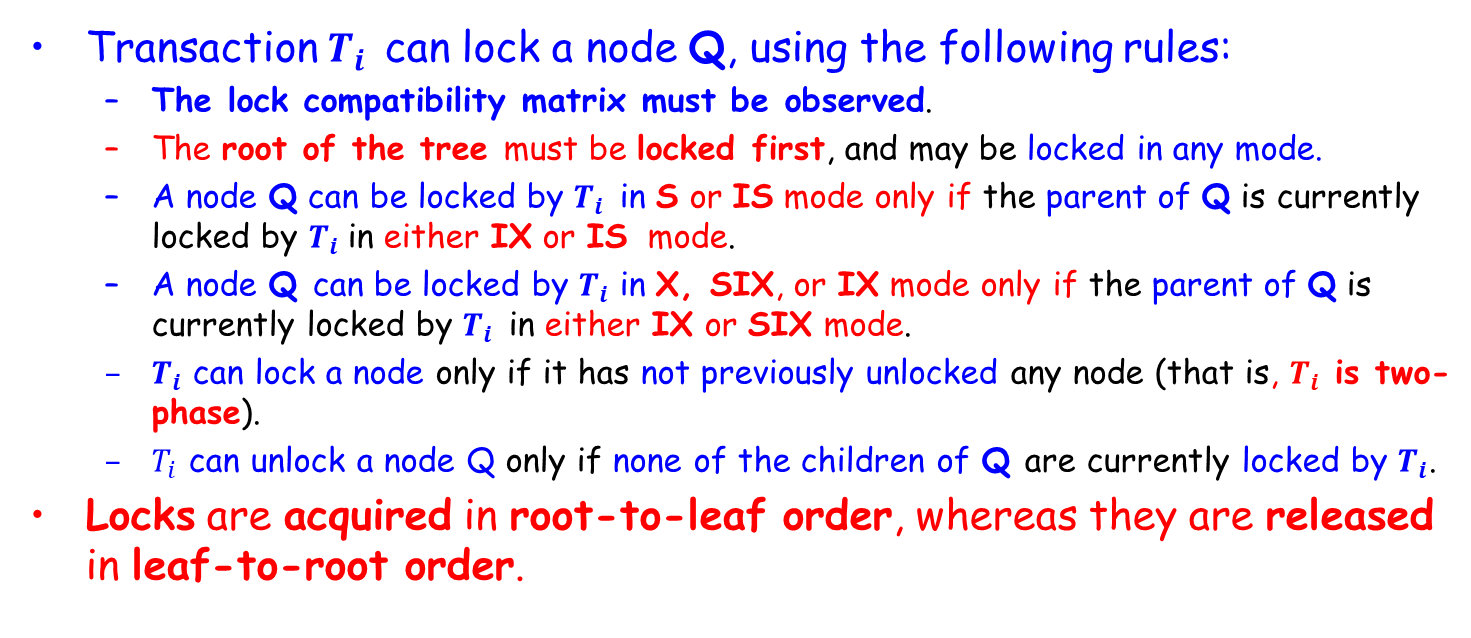 • Transaction Ti can lock a node Q, using the following rules:
– The lock compatibility matrix must be observed.
– The root of the tree must be locked first, and may be locked in any mode.
– A node Q can be locked by Ti in S or IS mode only if the parent of Q is currently
locked by Ti in either IX or IS mode.
– A node Q can be locked by Ti in X, SIX, or IX mode only if the parent of Q is
currently locked by Ti in either IX or SIX mode.
– Ti can lock a node only if it has not previously unlocked any node (that is, Ti is two-
phase).
– Ti can unlock a node Q only if none of the children of Q are currently locked by Ti.
• Locks are acquired in root-to-leaf order, whereas they are released
in leaf-to-root order.